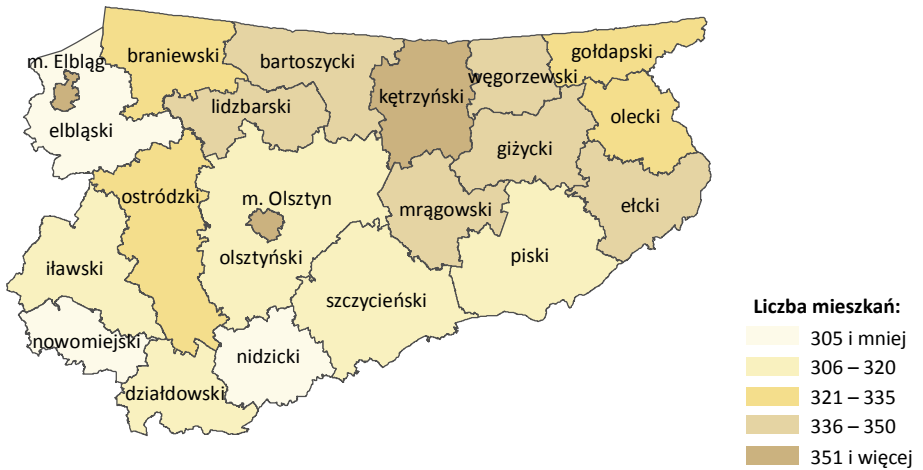 braniewski
bartoszycki
gołdapski
m. Elbląg
węgorzewski
kętrzyński
lidzbarski
olecki
elbląski
giżycki
ostródzki
m. Olsztyn
mrągowski
ełcki
olsztyński
piski
iławski
szczycieński
nowomiejski
nidzicki
działdowski
Liczba mieszkań:
305 i mniej
306 – 320
321 – 335
336 – 350
351 i więcej